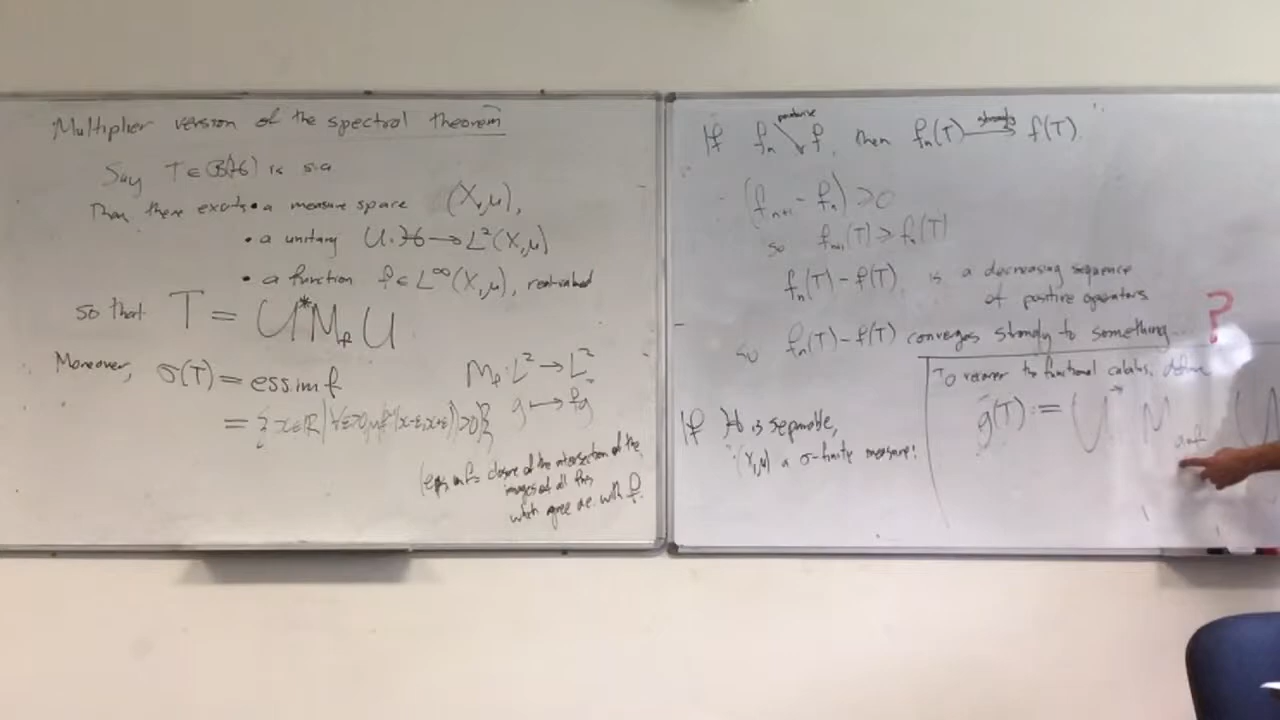 Multiplier version of the spectral theorem
Say T ∈ B(H) is s.a
Then there exists • a measure space (X,μ),
• a unitary U: H → L²(X,μ)
• a function f ∈ L^∞(X,μ), real-valued
so that T = U* M_f U
Moreover, σ(T) = ess.im f
= {x ∈ ℝ | ∀ε>0, μ(f⁻¹(x-ε, x+ε)) > 0}
M_f: L² → L²
g ↦ fg
closure of the intersection of the
images of all fns
which agree a.e. with f.
If f_n ↘ f pointwise, then f_n(T) → f(T) strongly
(f_{n+1} - f_n) ≥ 0
so f_{n+1}(T) ≥ f_n(T)
f_n(T) - f(T) is a decreasing sequence
of positive operators
so f_n(T) - f(T) converges strongly to something... ?
If H is separable,
(X,μ) a σ-finite measure!
To recover the functional calculus, define
g(T) := U* M_{g∘f} U